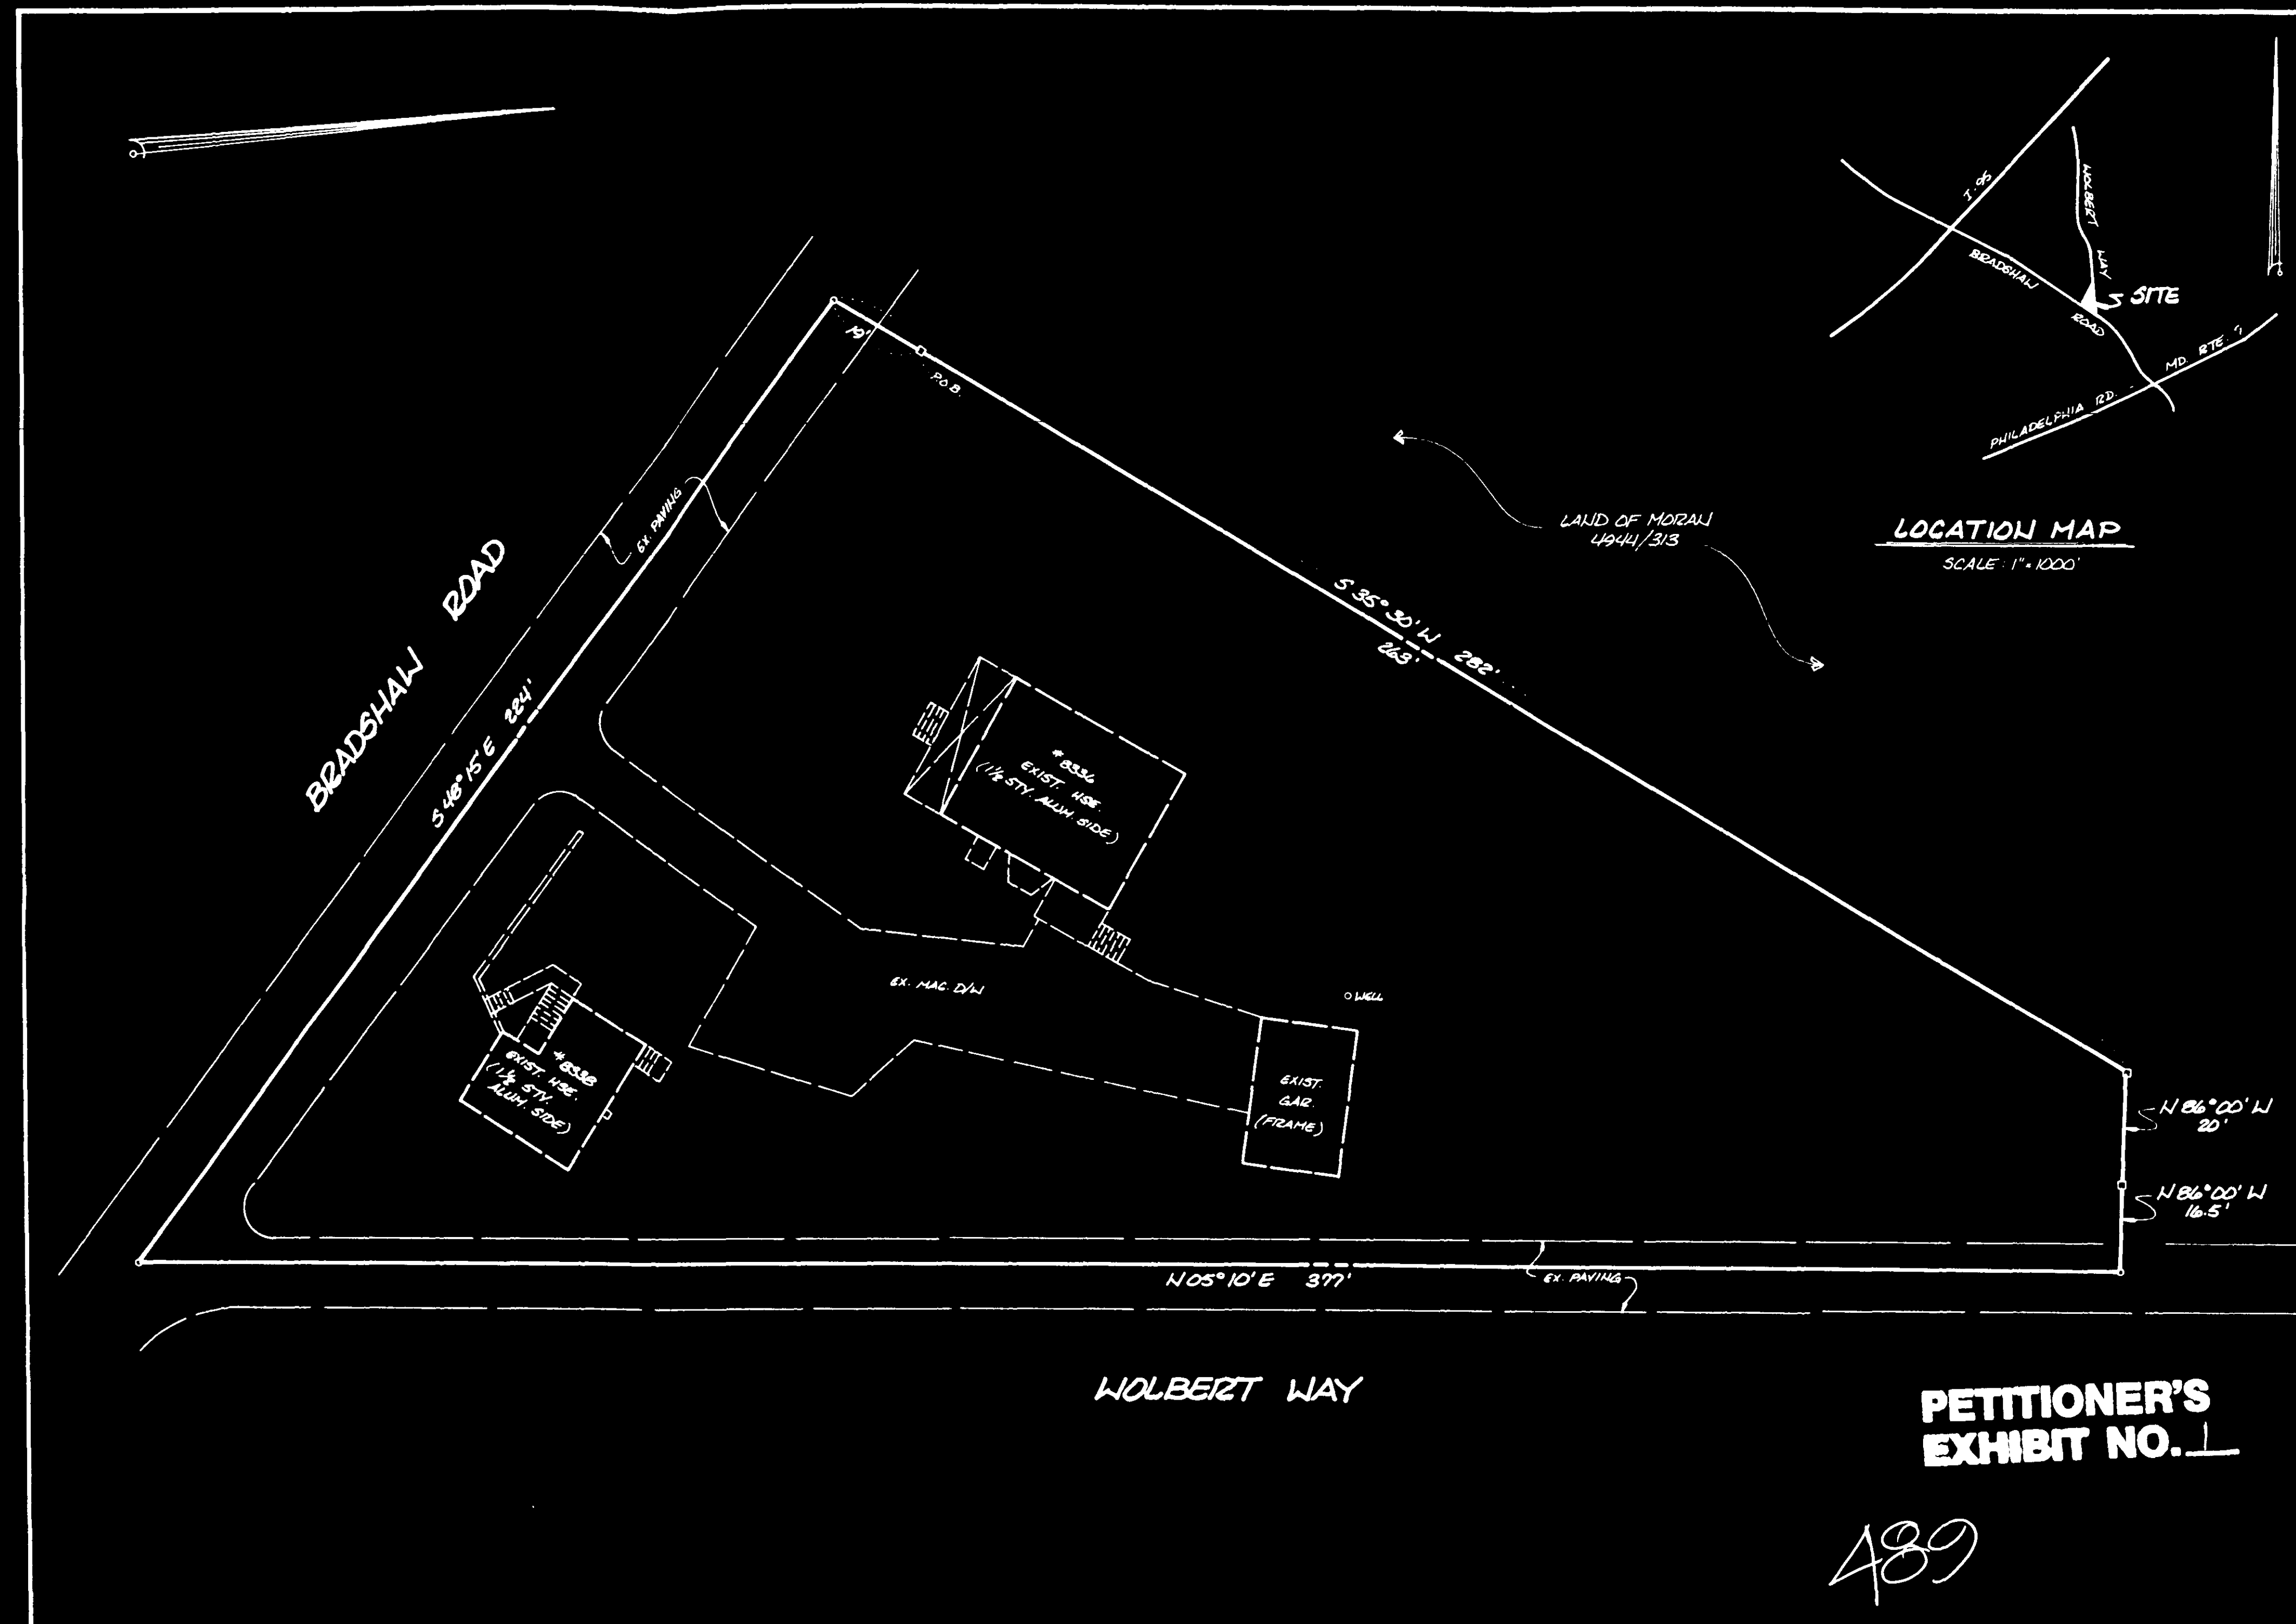 I-95
WOLBERT WAY
BRADSHAW ROAD
SITE
MD. RTE. 7
PHILADELPHIA RD.
LOCATION MAP
SCALE: 1"=1000'
19'
P.O.B.
EX. PAVING
LAND OF MORAN
4944/313
BRADSHAW ROAD
S 48°15' E 224'
S 35°30' W 282'
263'
#8336
EXIST. HSE.
(1½ STY. ALUM. SIDE)
EX. MAC. D/W
WELL
#8338
EXIST. HSE.
(1½ STY.
ALUM. SIDE)
EXIST.
GAR.
(FRAME)
N 86°00' W
20'
N 86°00' W
16.5'
N 05°10' E 377'
EX. PAVING
WOLBERT WAY
PETITIONER'S
EXHIBIT NO. 1
489